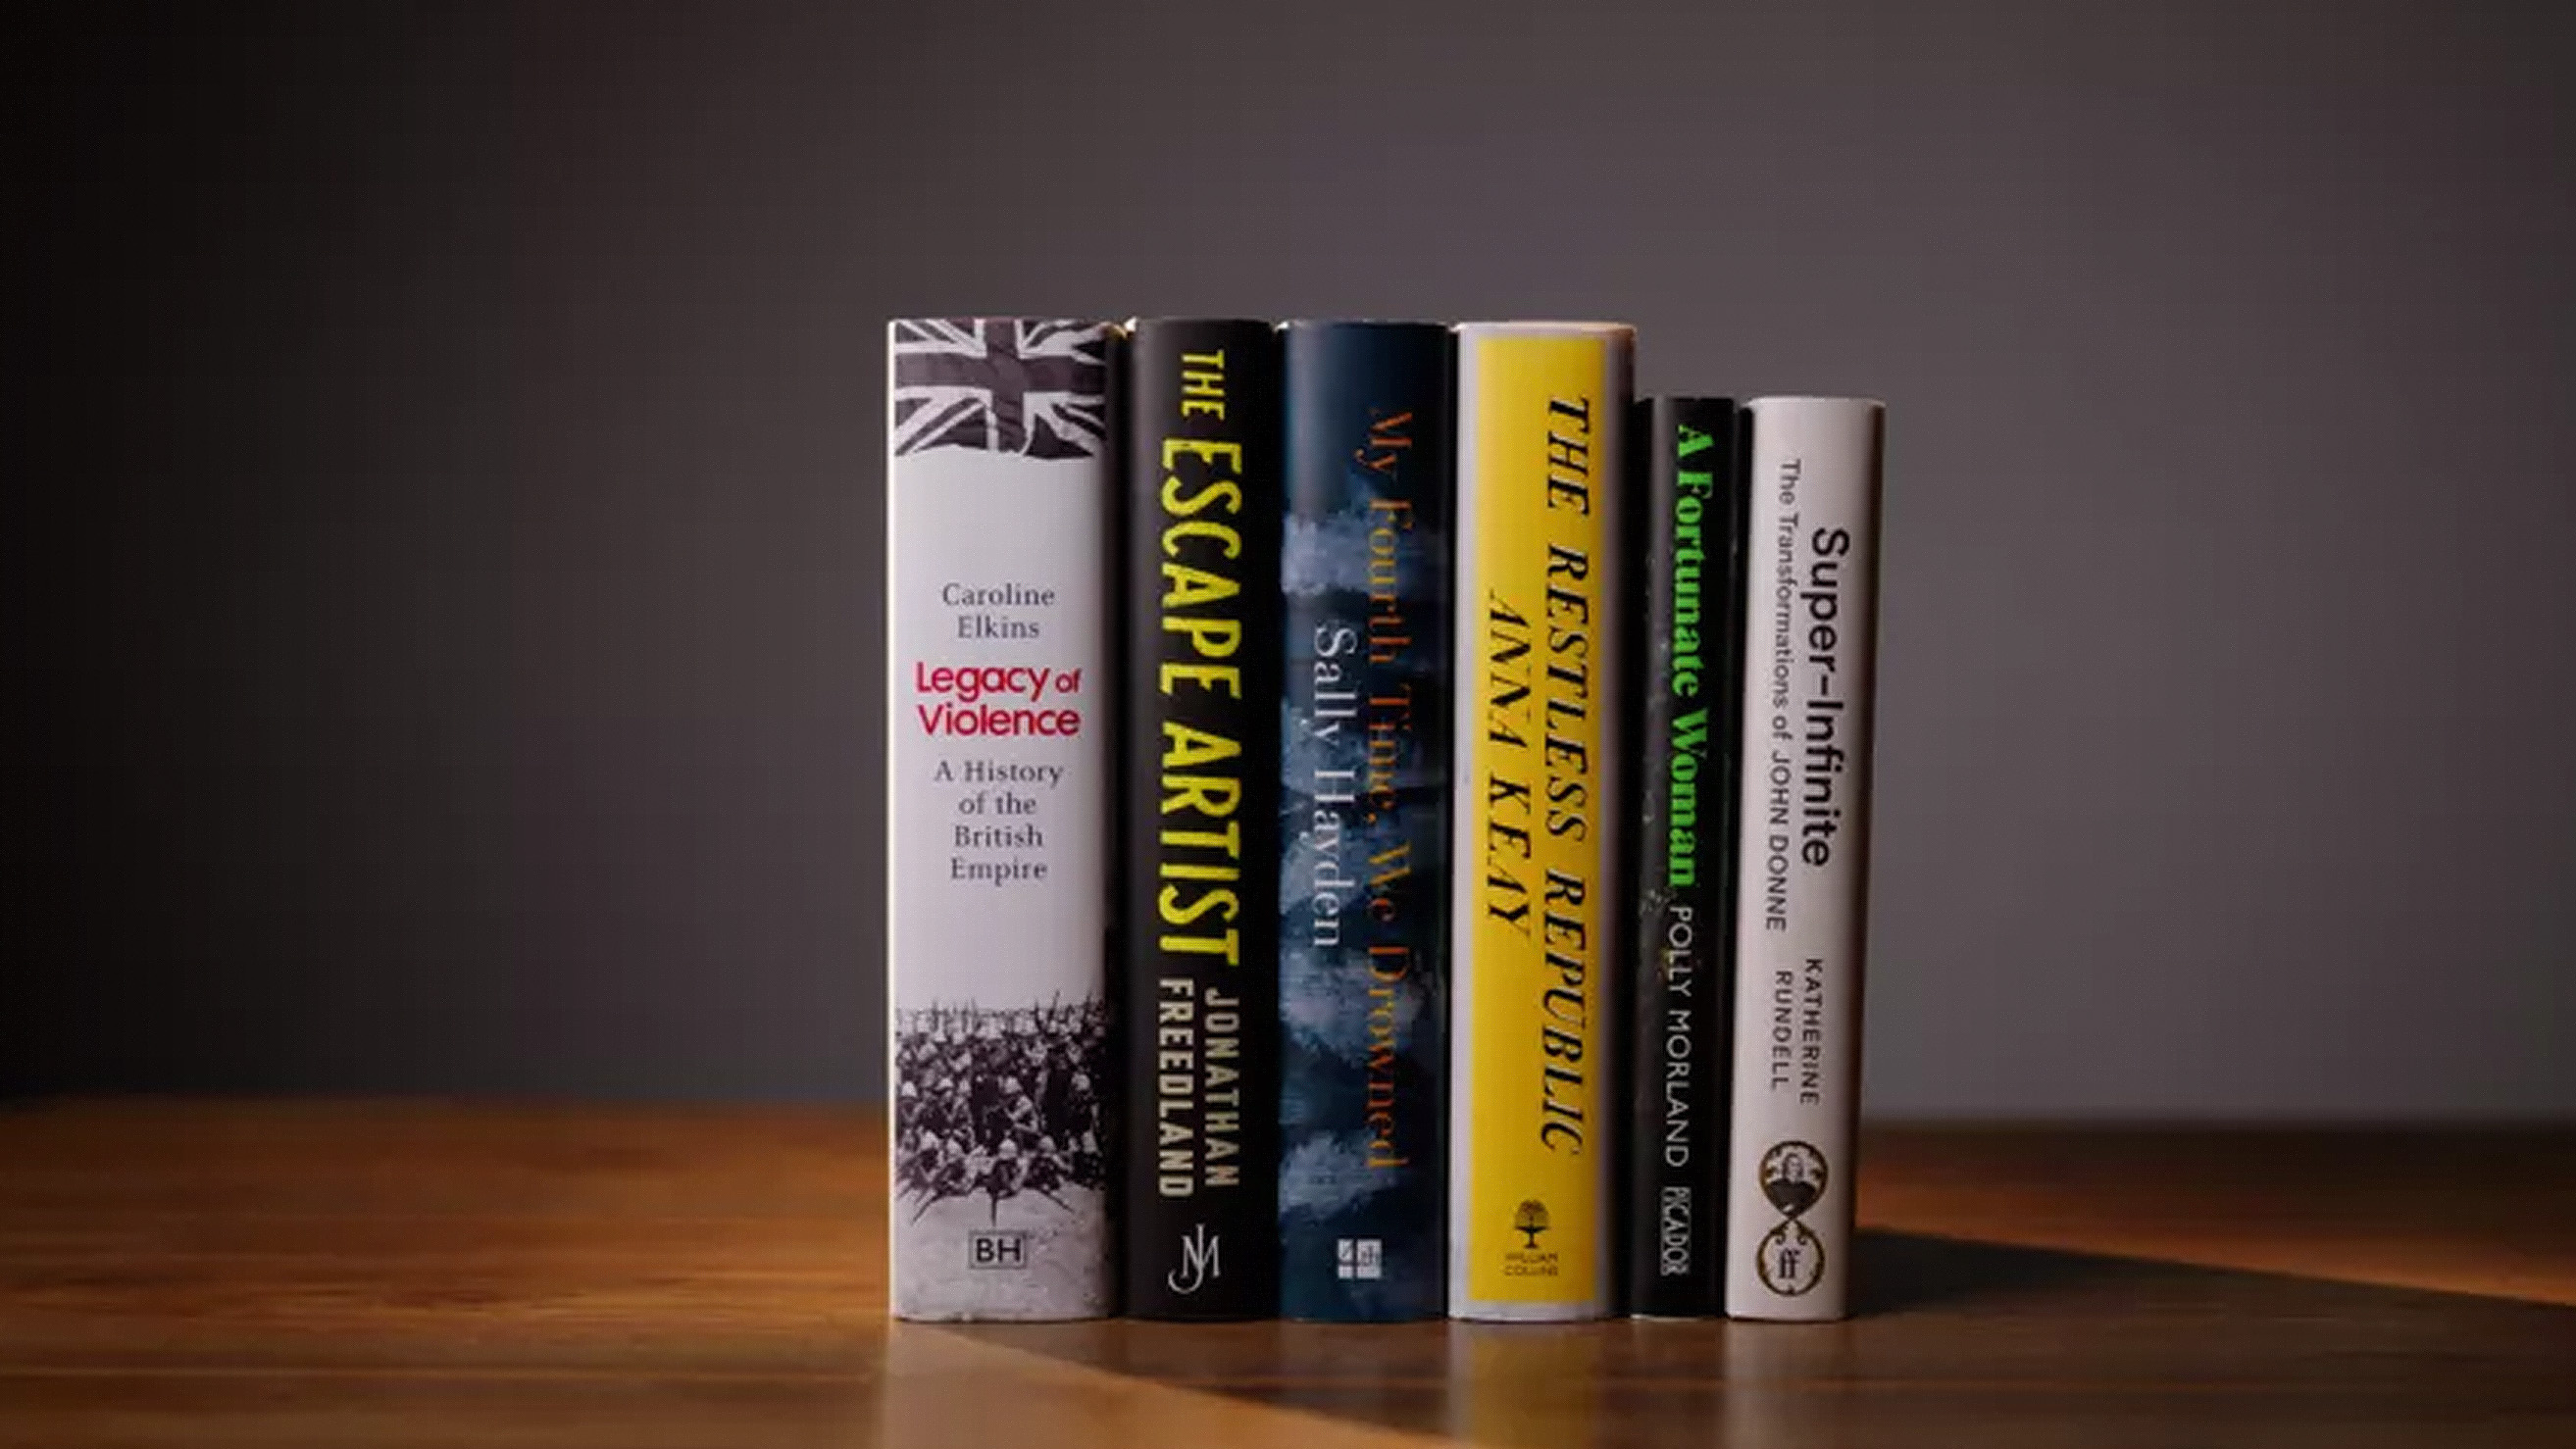 Caroline
Elkins
Legacy of
Violence
A History
of the
British
Empire
BH
THE ESCAPE ARTIST
JONATHAN
FREEDLAND
JM
My Fourth Time, We Drowned
Sally Hayden
4th
THE RESTLESS REPUBLIC
ANNA KEAY
WILLIAM
COLLINS
A Fortunate Woman POLLY MORLAND PICADOR
Super-Infinite
The Transformations of JOHN DONNE
KATHERINE
RUNDELL
ff